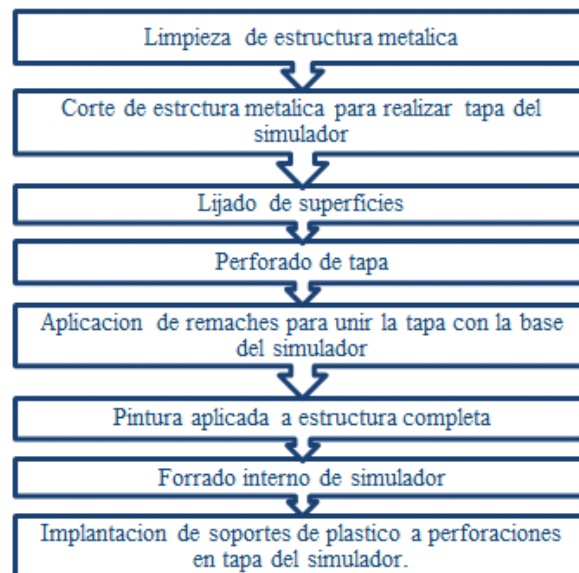 Limpieza de estructura metalica
Corte de estrctura metalica para realizar tapa del
simulador
Lijado de superfícies
Perforado de tapa
Aplicacion de remaches para unir la tapa con la base
del simulador
Pintura aplicada a estructura completa
Forrado interno de simulador
Implantacion de soportes de plastico a perforaciones
en tapa del simulador.